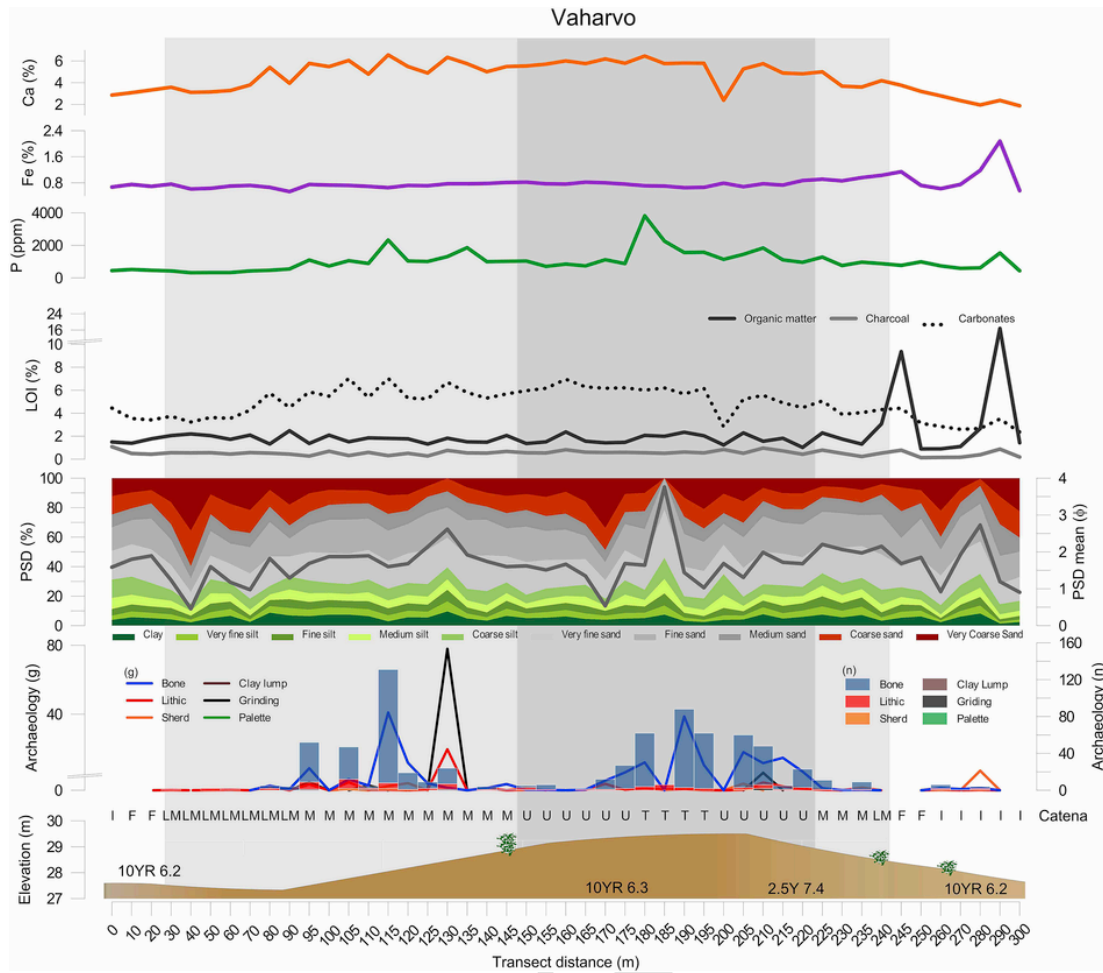 Vaharvo
Ca (%)
6
4
2
Fe (%)
2.4
1.6
0.8
P (ppm)
4000
2000
0
LOI (%)
24
16
10
8
6
4
2
0
Organic matter Charcoal Carbonates
PSD (%)
100
80
60
40
20
0
PSD mean (ϕ)
4
3
2
1
0
Clay Very fine silt Fine silt Medium silt Coarse silt Very fine sand Fine sand Medium sand Coarse sand Very Coarse Sand
Archaeology (g)
80
40
0
(g)
Bone Clay lump
Lithic Grinding
Sherd Palette
(n)
Bone Clay Lump
Lithic Griding
Sherd Palette
Archaeology (n)
160
120
80
40
0
I F F LM LM LM LM LM LM LM M M M M M M M M M M M U U U U U U T T T T U U U U U M M M LM F F I I I I I Catena
Elevation (m)
30
29
28
27
10YR 6.2
10YR 6.3
2.5Y 7.4
10YR 6.2
0 10 20 30 40 50 60 70 80 90 95 100 105 110 115 120 125 130 135 140 145 150 155 160 165 170 175 180 185 190 195 200 205 210 215 220 225 230 235 240 245 250 260 270 280 290 300
Transect distance (m)